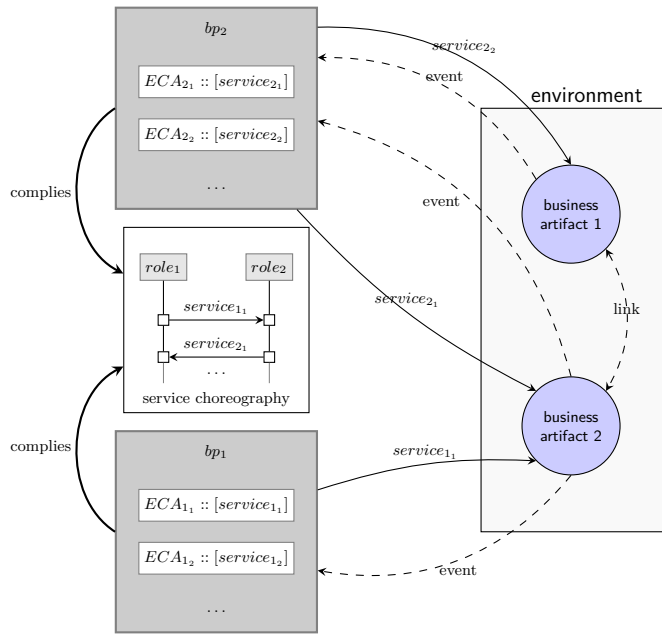 bp₂
service₂₂
event
ECA₂₁ :: [service₂₁]
environment
ECA₂₂ :: [service₂₂]
complies
...
event
business
artifact 1
role₁ role₂
service₁₁
service₂₁
link
service₂₁
...
service choreography
business
artifact 2
complies
bp₁
service₁₁
ECA₁₁ :: [service₁₁]
ECA₁₂ :: [service₁₂]
event
...